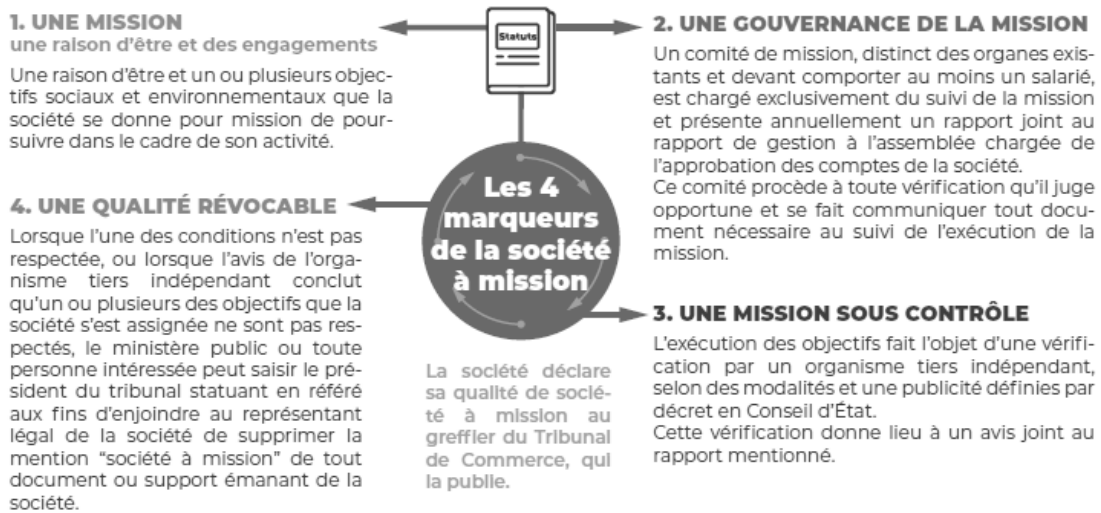 1. UNE MISSION
une raison d'être et des engagements
Une raison d'être et un ou plusieurs objec-
tifs sociaux et environnementaux que la
société se donne pour mission de pour-
suivre dans le cadre de son activité.
Statuts
2. UNE GOUVERNANCE DE LA MISSION
Un comité de mission, distinct des organes exis-
tants et devant comporter au moins un salarié,
est chargé exclusivement du suivi de la mission
et présente annuellement un rapport joint au
rapport de gestion à l'assemblée chargée de
l'approbation des comptes de la société.
Ce comité procède à toute vérification qu'il juge
opportune et se fait communiquer tout docu-
ment nécessaire au suivi de l'exécution de la
mission.
Les 4
marqueurs
de la société
à mission
3. UNE MISSION SOUS CONTRÔLE
L'exécution des objectifs fait l'objet d'une vérifi-
cation par un organisme tiers indépendant,
selon des modalités et une publicité définies par
décret en Conseil d'État.
Cette vérification donne lieu à un avis joint au
rapport mentionné.
4. UNE QUALITÉ RÉVOCABLE
Lorsque l'une des conditions n'est pas
respectée, ou lorsque l'avis de l'orga-
nisme tiers indépendant conclut
qu'un ou plusieurs des objectifs que la
société s'est assignée ne sont pas res-
pectés, le ministère public ou toute
personne intéressée peut saisir le pré-
sident du tribunal statuant en référé
aux fins d'enjoindre au représentant
légal de la société de supprimer la
mention "société à mission" de tout
document ou support émanant de la
société.
La société déclare
sa qualité de socié-
té à mission au
greffier du Tribunal
de Commerce, qui
la publie.